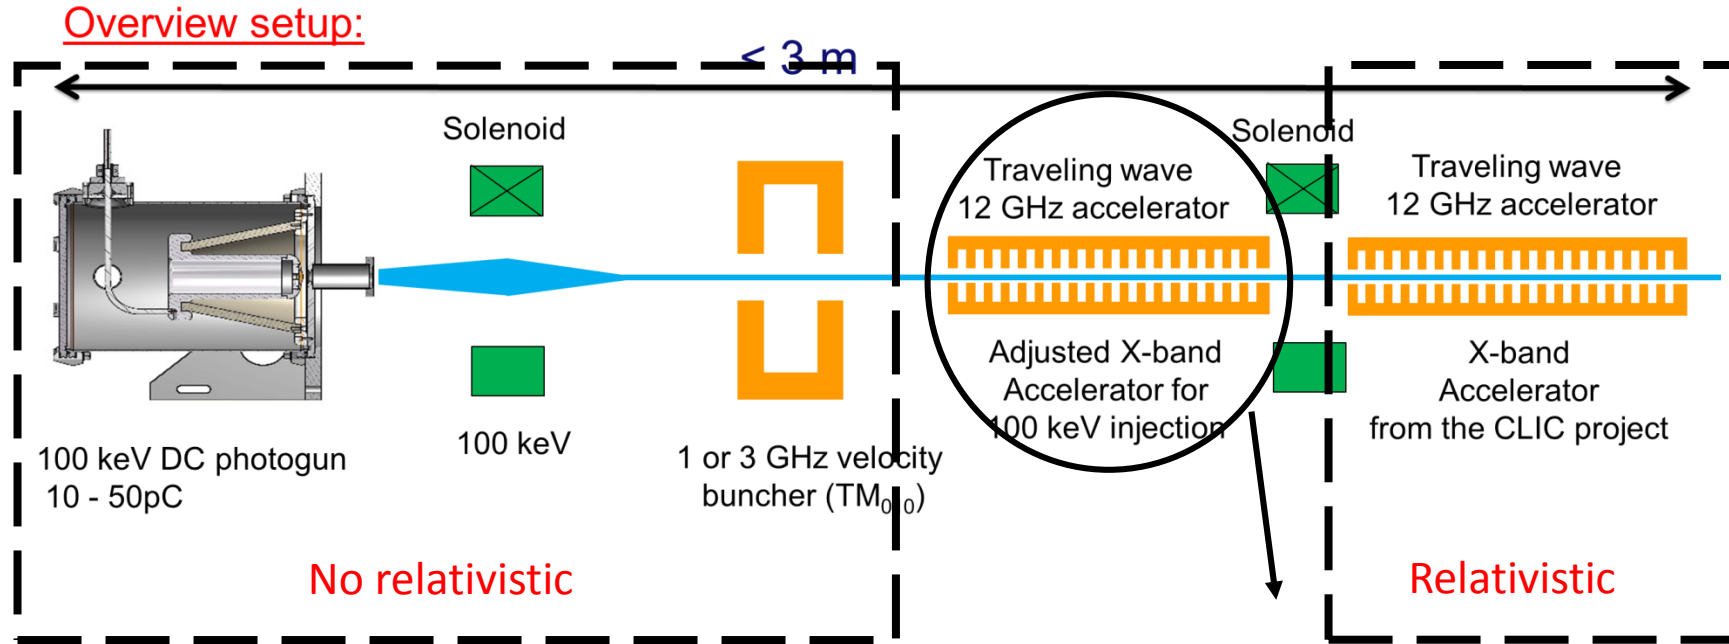 Overview setup:
< 3 m
Solenoid
100 keV DC photogun
10 - 50pC
100 keV
1 or 3 GHz velocity
buncher (TM₀₁₀)
No relativistic
Traveling wave
12 GHz accelerator
Adjusted X-band
Accelerator for
100 keV injection
Solenoid
Traveling wave
12 GHz accelerator
X-band
Accelerator
from the CLIC project
Relativistic